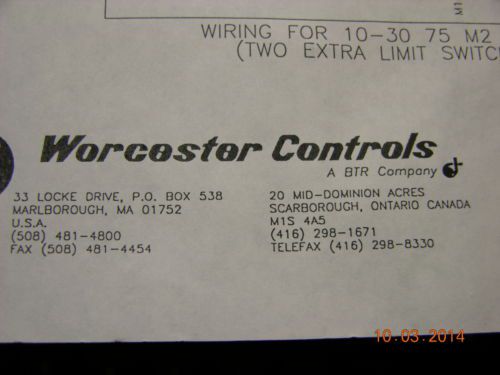 WIRING FOR 10-30 75 M2
(TWO EXTRA LIMIT
Worcester Controls
A BTR Company
33 LOCKE DRIVE, P.O. BOX 538
MARLBOROUGH, MA 01752
U.S.A.
(508) 481-4800
FAX (508) 481-4454
20 MID-DOMINION ACRES
SCARBOROUGH, ONTARIO CANADA
M1S 4A5
(416) 298-1671
TELEFAX (416) 298-8330
10.03.2014